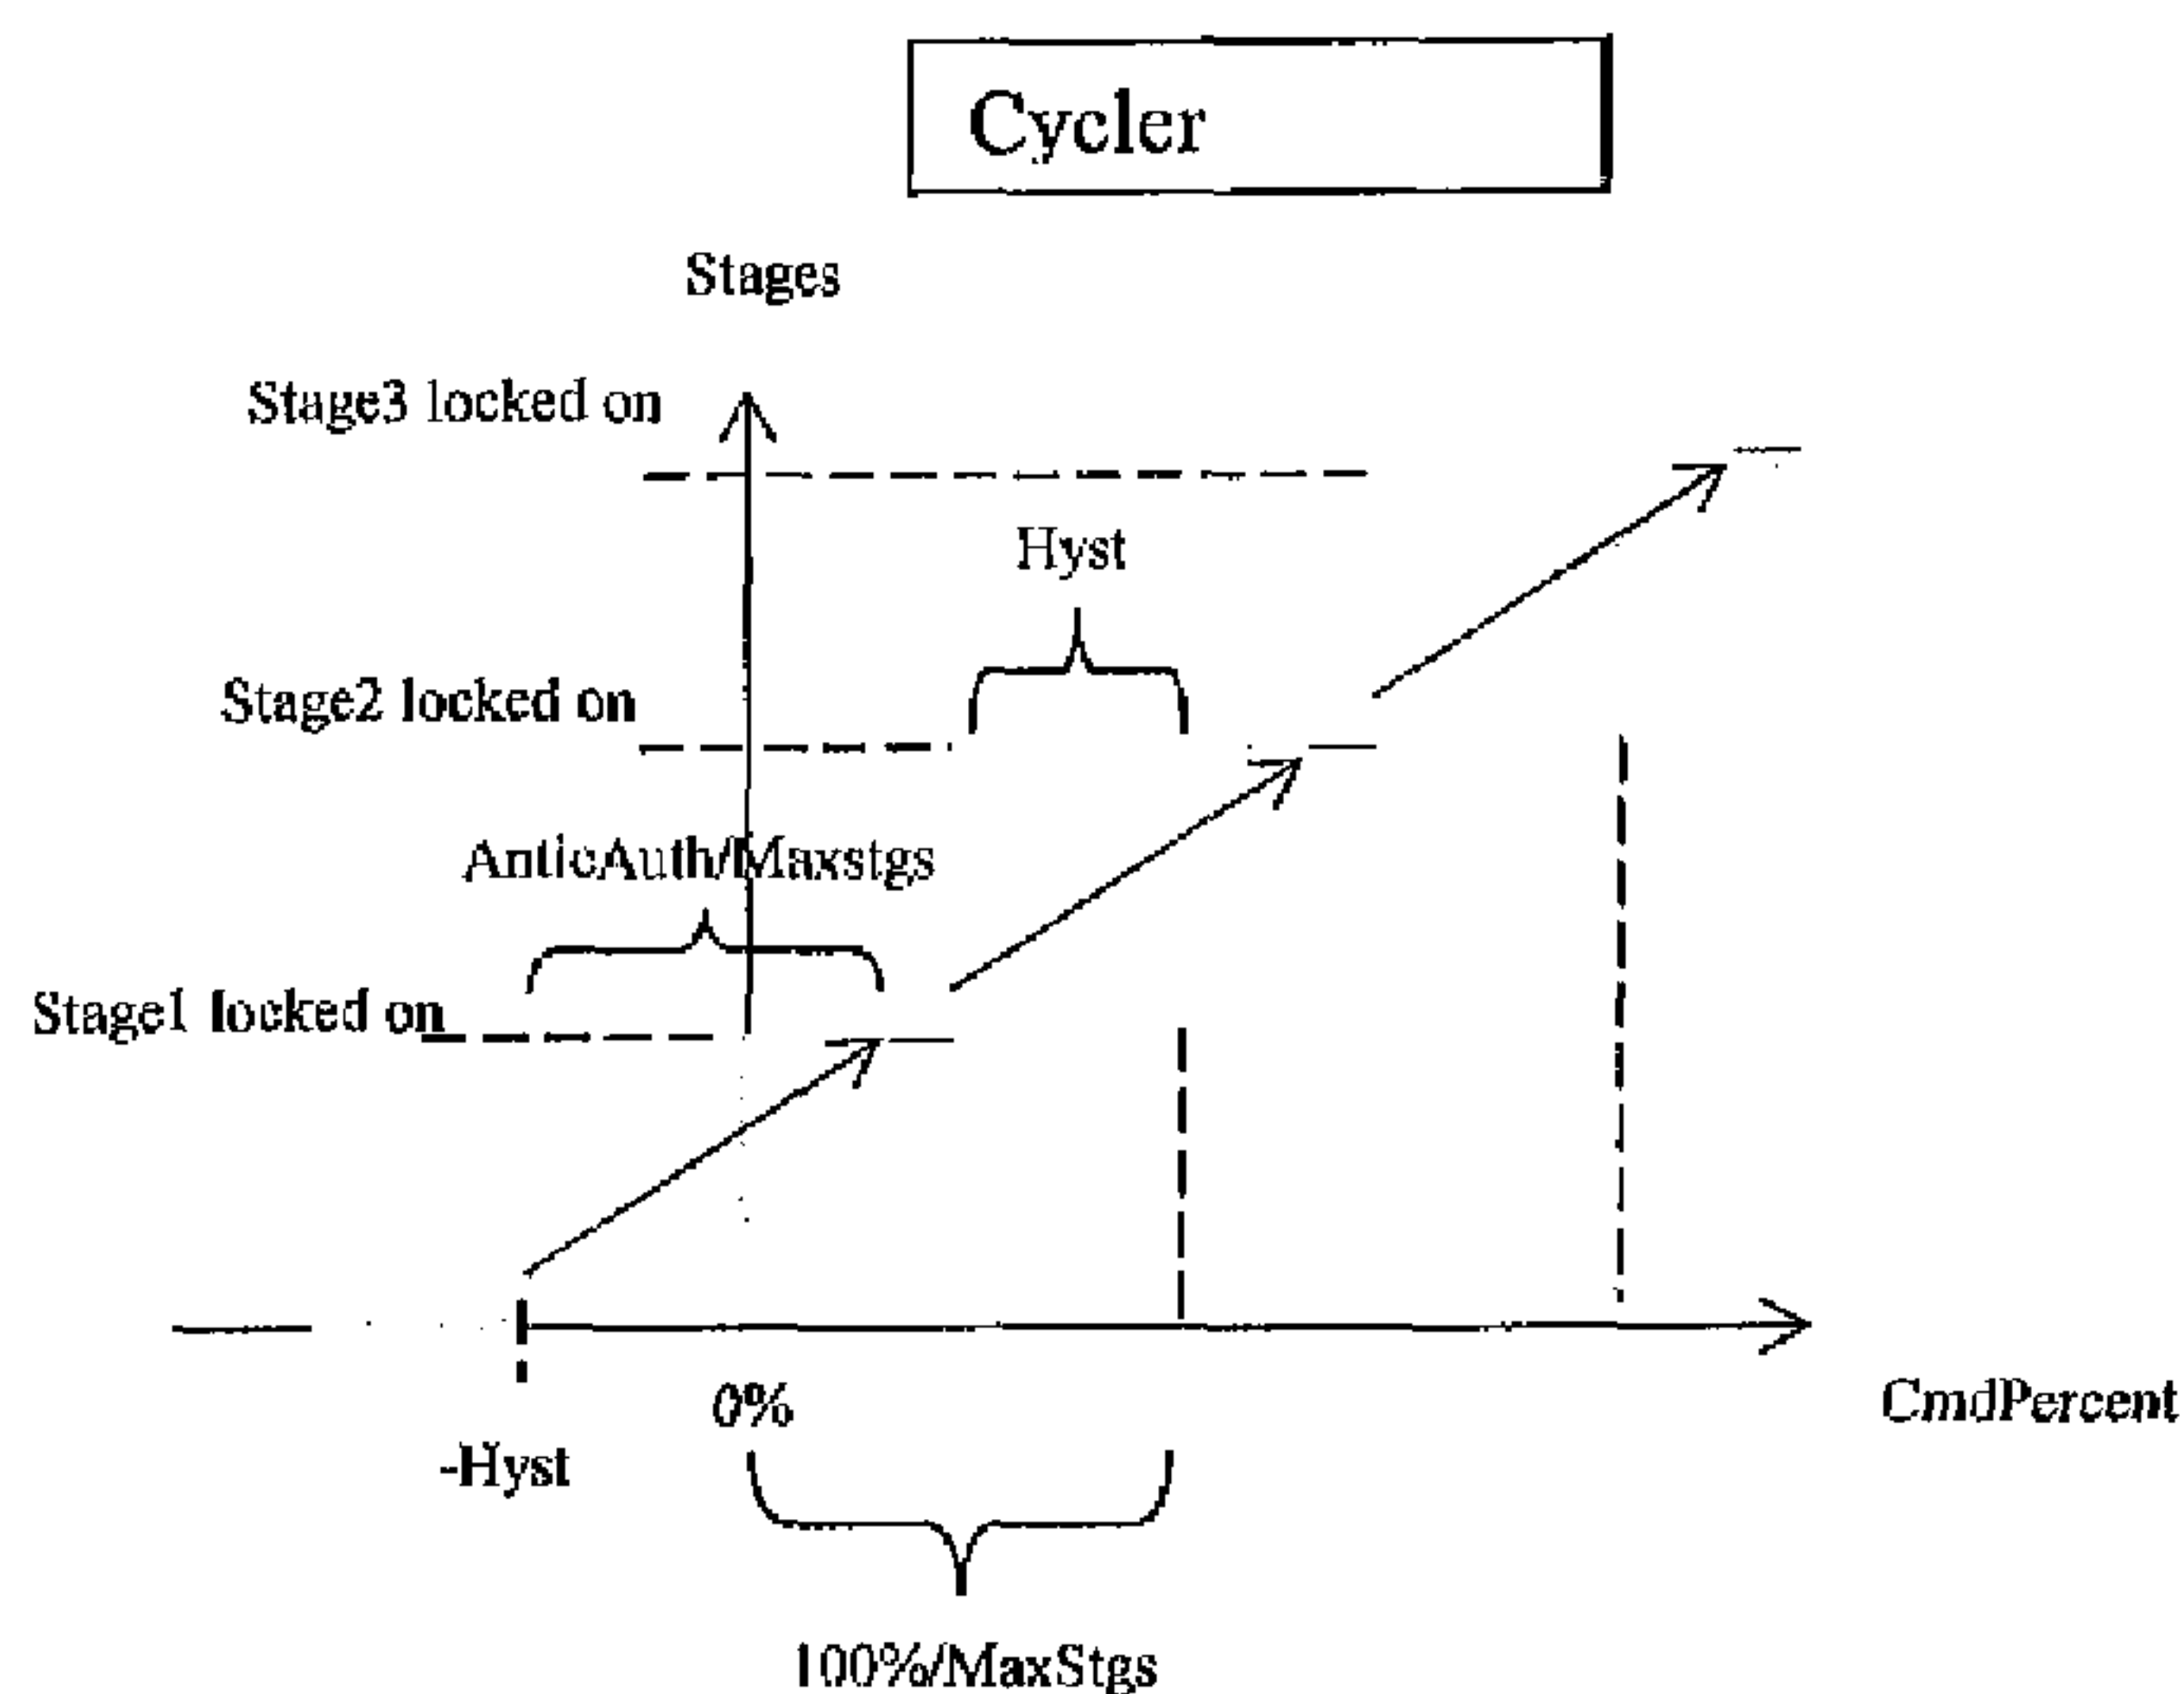 Cycler
Stages
Stage3 locked on
Hyst
Stage2 locked on
AnticAuth/Maxstgs
Stage1 locked on
0%
CmdPercent
-Hyst
100%/MaxStgs